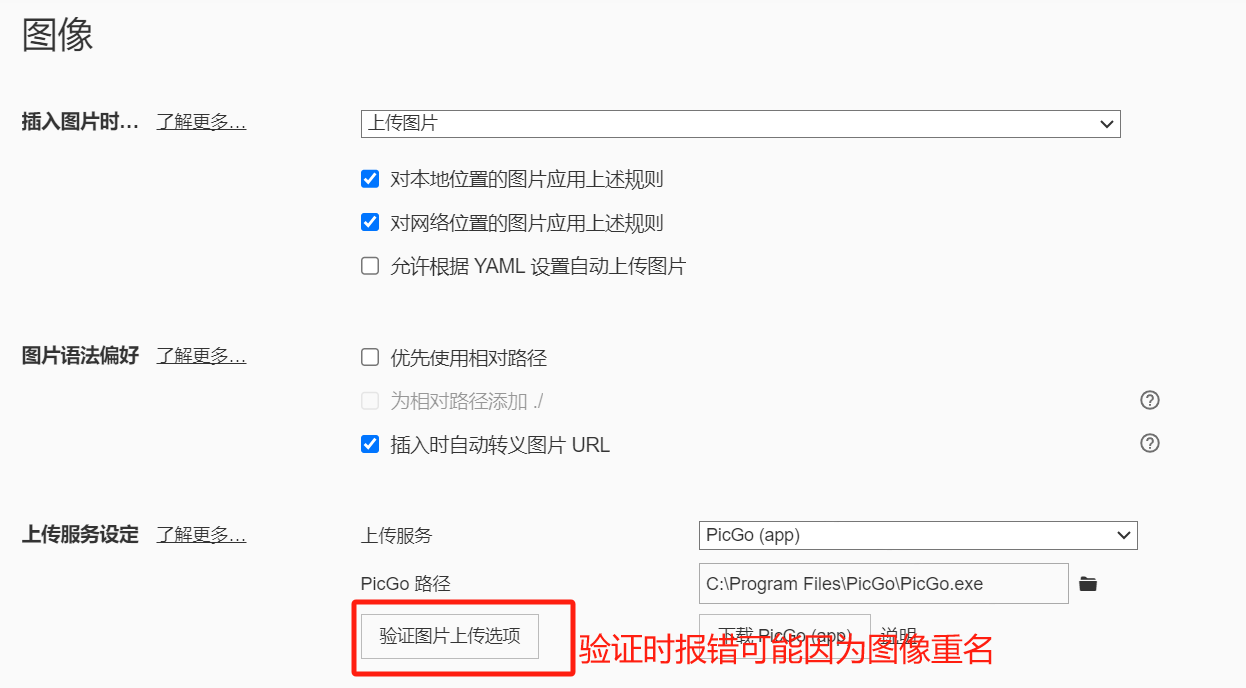 图像
插入图片时... 了解更多... 上传图片
对本地位置的图片应用上述规则
对网络位置的图片应用上述规则
允许根据 YAML 设置自动上传图片
图片语法偏好 了解更多... 优先使用相对路径
为相对路径添加 ./
插入时自动转义图片 URL
上传服务设定 了解更多... 上传服务 PicGo (app)
PicGo 路径 C:\Program Files\PicGo\PicGo.exe
验证图片上传选项 下载 PicGo (app) 说明
验证时报错可能因为图像重名